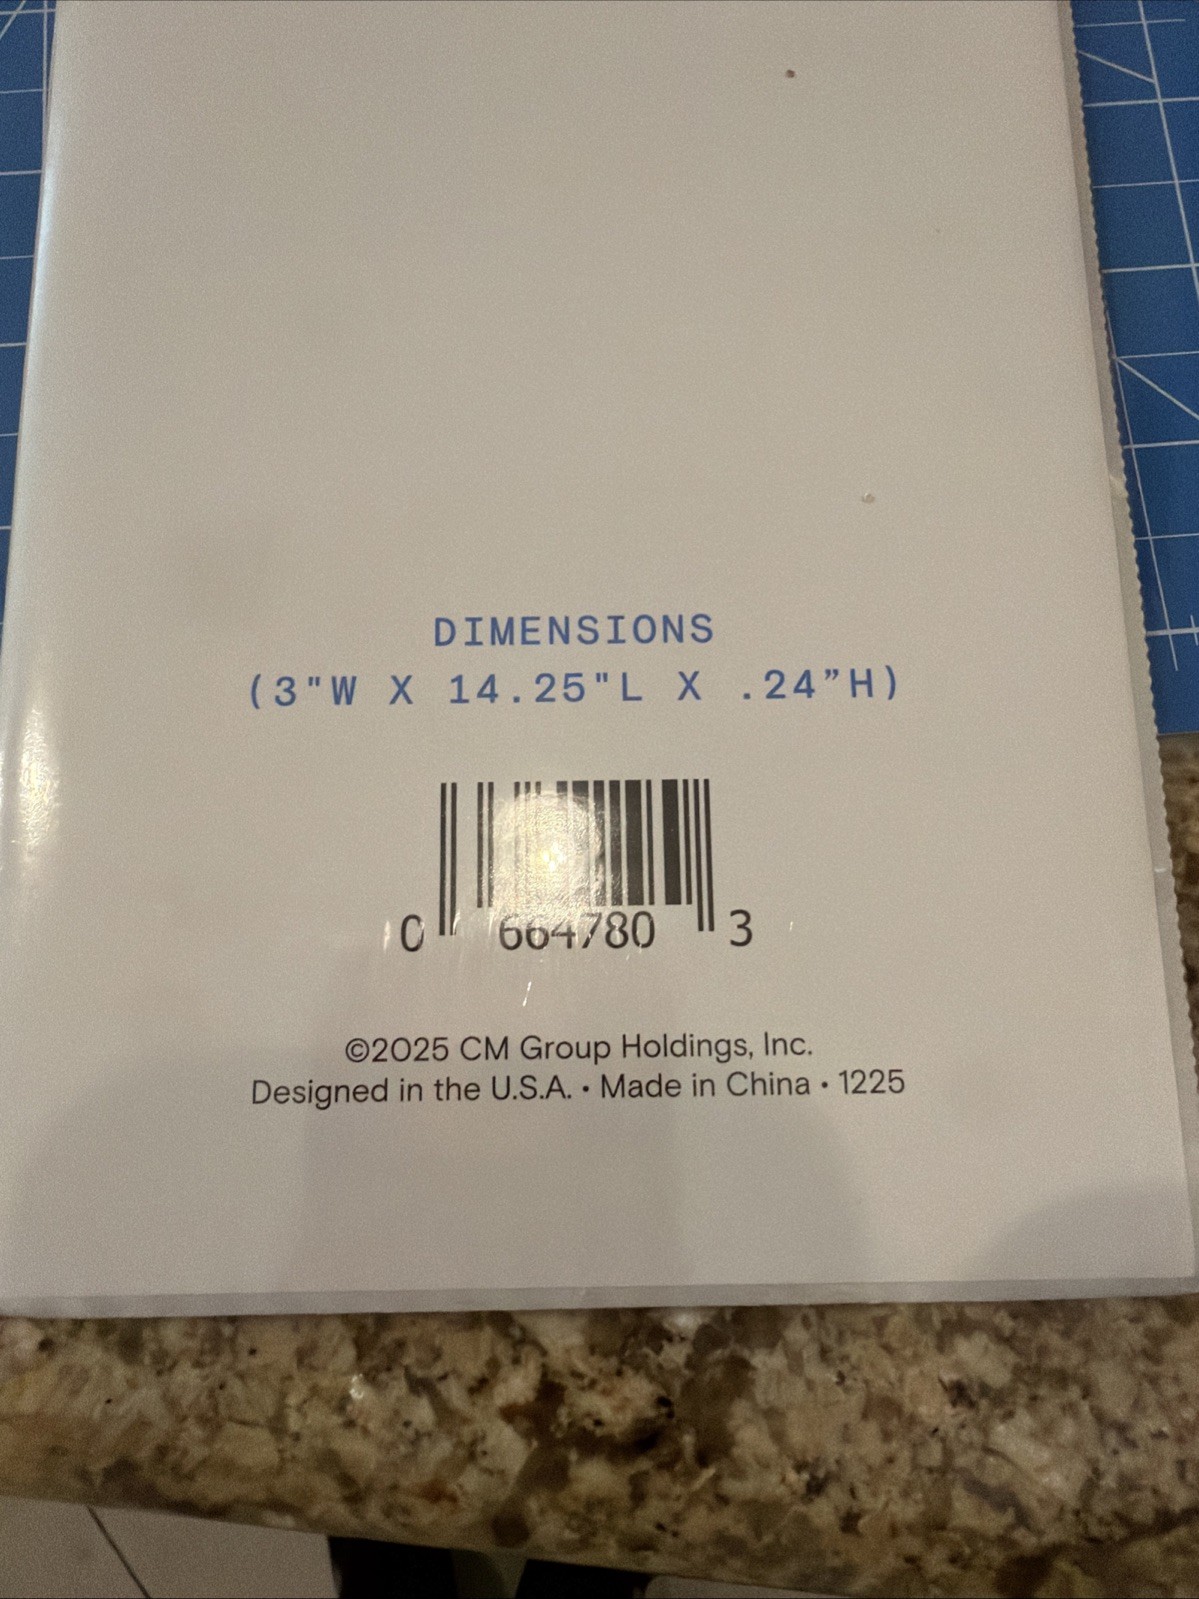 DIMENSIONS
(3"W X 14.25"L X .24”H)
0 664780 3
©2025 CM Group Holdings, Inc.
Designed in the U.S.A. • Made in China • 1225